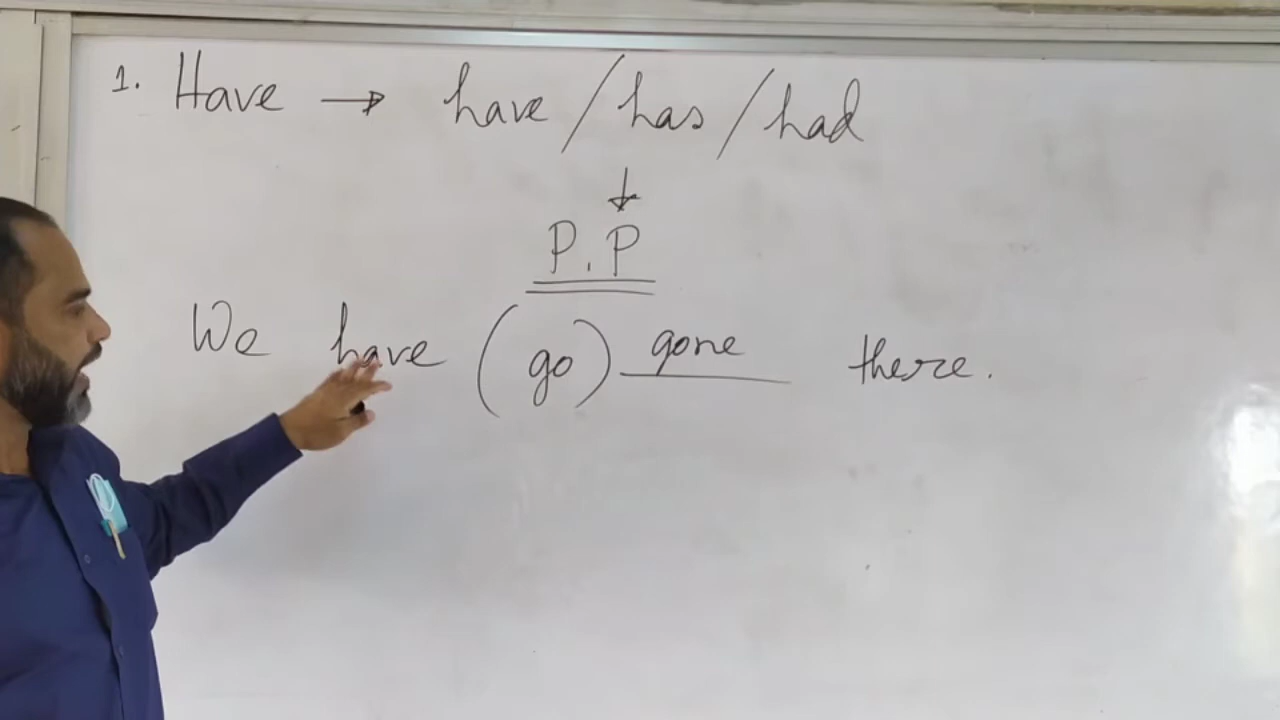 1. Have → have / has / had
↓
P.P
We have (go) gone there.